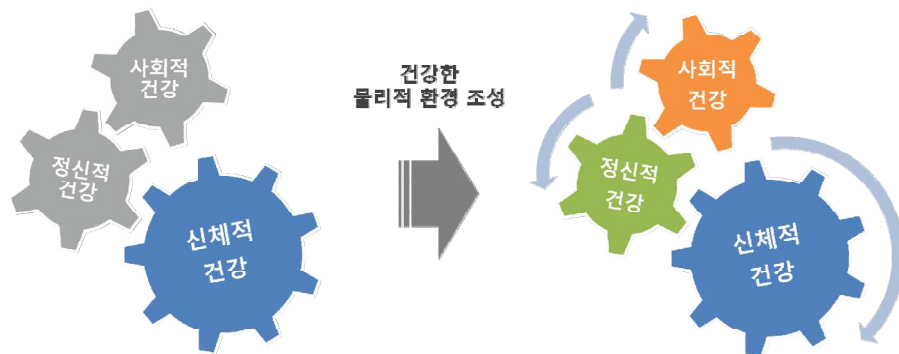 사회적
건강
정신적
건강
신체적
건강
건강한
물리적 환경 조성
사회적
건강
정신적
건강
신체적
건강